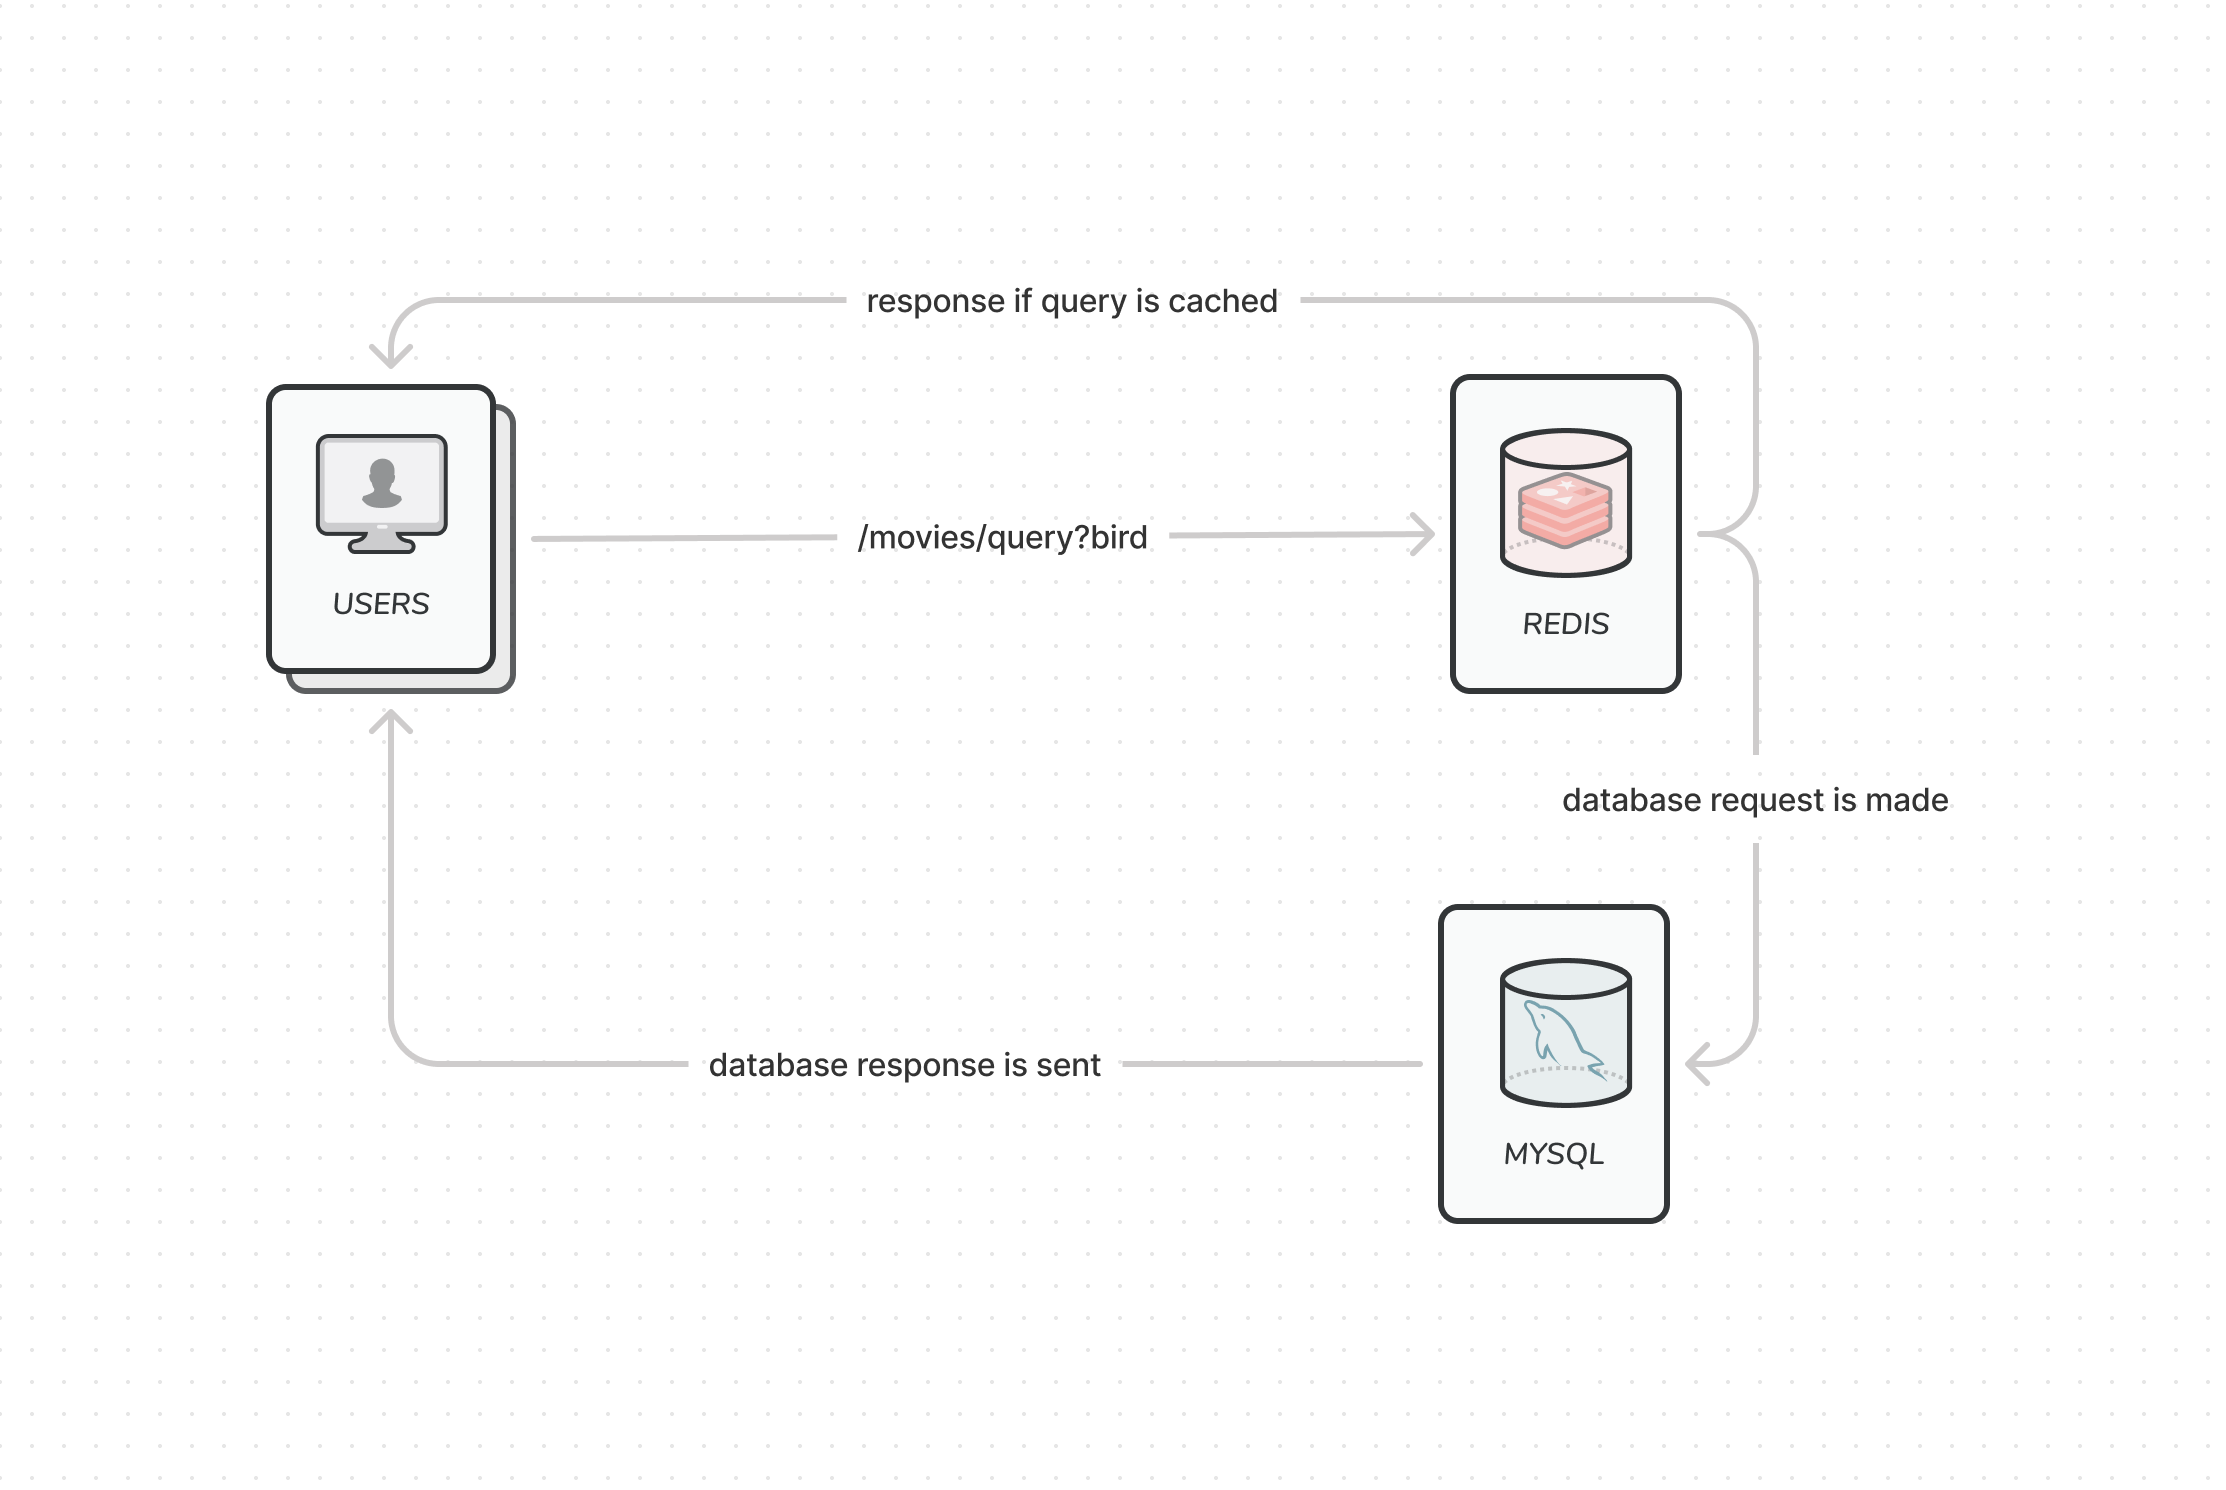 response if query is cached
/movies/query?bird
USERS
REDIS
database request is made
database response is sent
MYSQL